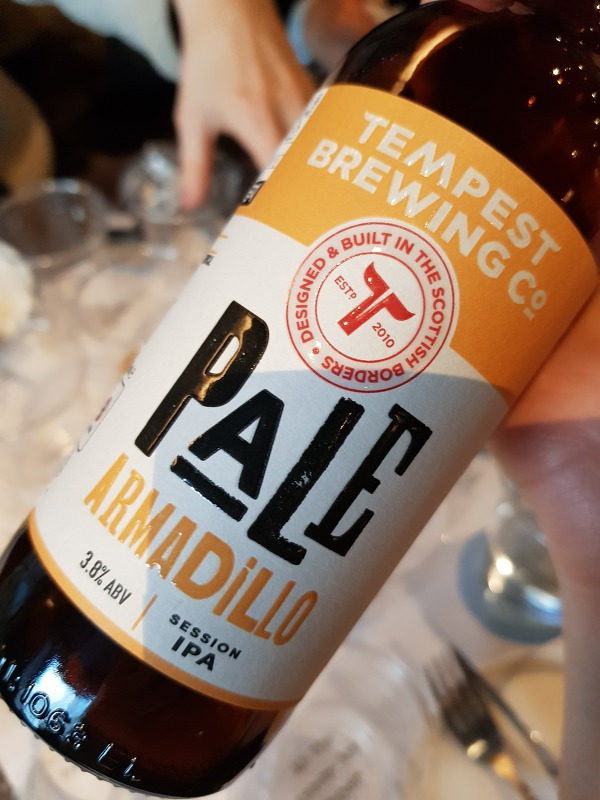 TEMPEST
BREWING Cº
DESIGNED & BUILT IN THE SCOTTISH BORDERS •
ESTD
2010
PALE
ARMADiLLO
3.8% ABV
SESSION
IPA